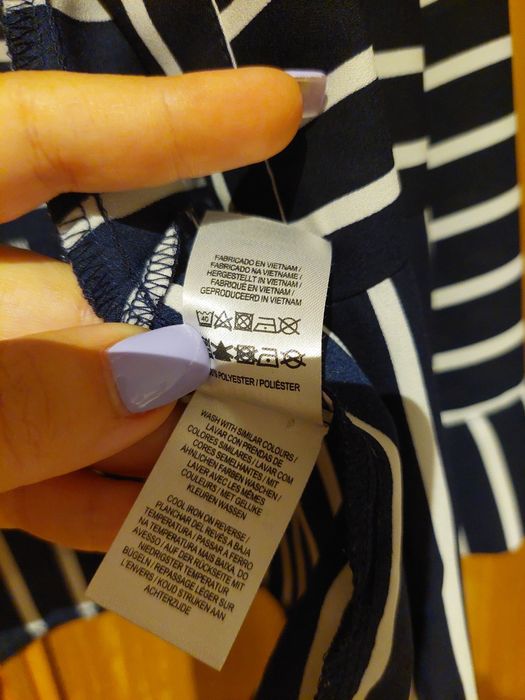 FABRICADO EN VIETNAM /
FABRICADO NA VIETNAME /
HERGESTELLT IN VIETNAM /
FABRIQUÉ EN VIETNAM /
GEPRODUCEERD IN VIETNAM
40
POLYESTER / POLIÉSTER
WASH WITH SIMILAR COLOURS /
LAVAR CON PRENDAS DE
COLORES SIMILARES / LAVAR COM
CORES SEMELHANTES / MIT
ÄHNLICHEN FARBEN WASCHEN /
LAVER AVEC LES MÊMES
COULEURS / MET GELIJKE
KLEUREN WASSEN
COOL IRON ON REVERSE /
PLANCHAR DEL REVÉS A BAJA
TEMPERATURA / PASSAR A FERRO
NA TEMPERATURA MAIS BAIXA, DO
AVESSO / AUF DER RÜCKSEITE MIT
NIEDRIGSTER TEMPERATUR
BÜGELN / REPASSAGE LÉGER SUR
L'ENVERS / KOUD STRIJKEN AAN
ACHTERZIJDE